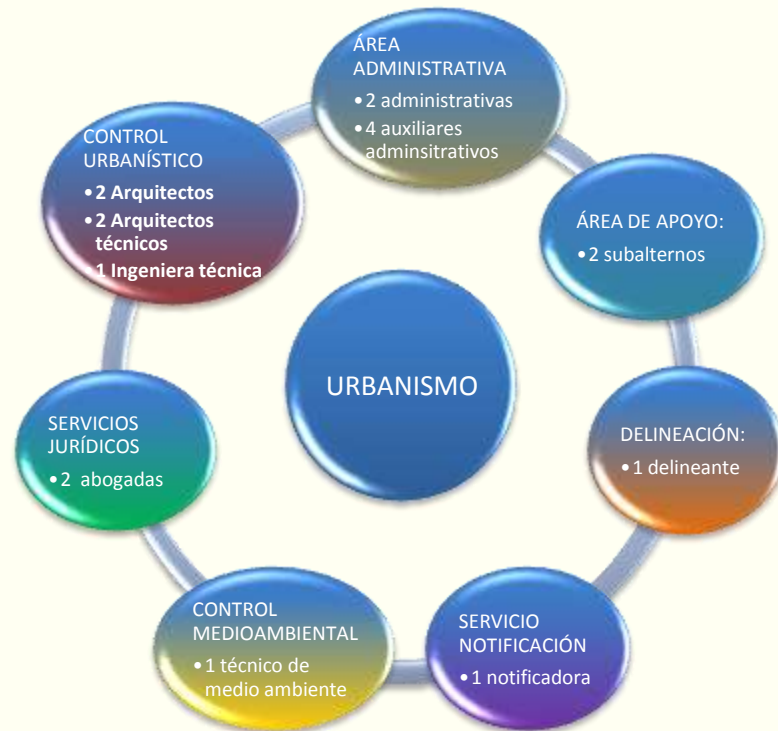 ÁREA
ADMINISTRATIVA
•2 administrativas
•4 auxiliares
adminsitrativos
ÁREA DE APOYO:
•2 subalternos
DELINEACIÓN:
•1 delineante
SERVICIO
NOTIFICACIÓN
•1 notificadora
CONTROL
MEDIOAMBIENTAL
•1 técnico de
medio ambiente
SERVICIOS
JURÍDICOS
•2 abogadas
CONTROL
URBANÍSTICO
•2 Arquitectos
•2 Arquitectos
técnicos
•1 Ingeniera técnica
URBANISMO